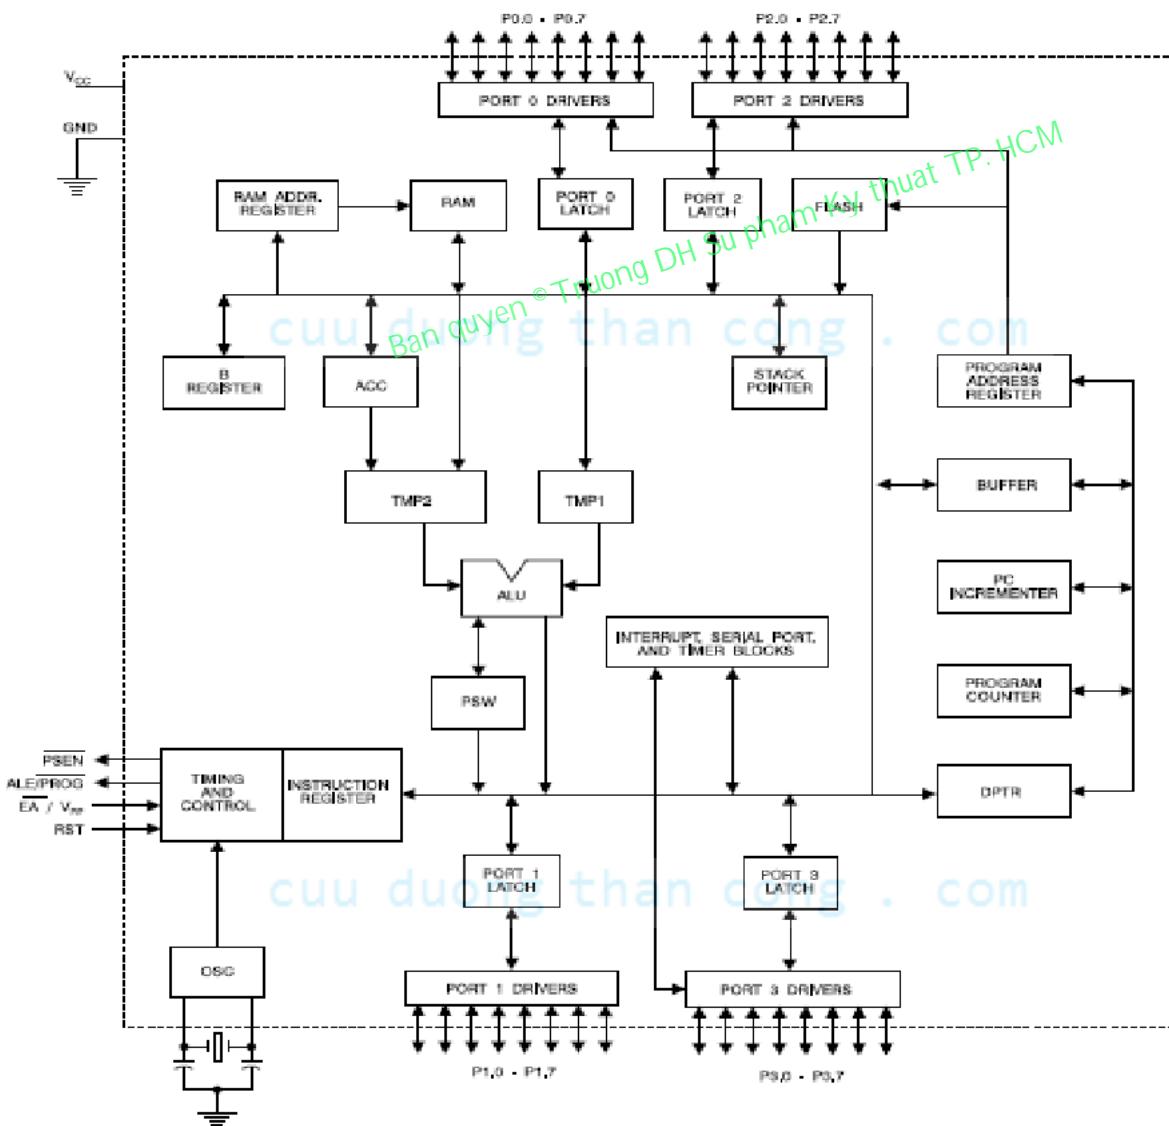 P0.0 - P0.7
P2.0 - P2.7
VCC
PORT 0 DRIVERS
PORT 2 DRIVERS
GND
RAM ADDR.
REGISTER
RAM
PORT 0
LATCH
PORT 2
LATCH
FLASH
Ban quyen © Truong DH Su pham Ky thuat TP. HCM
cuu duong than cong . com
B
REGISTER
ACC
STACK
POINTER
PROGRAM
ADDRESS
REGISTER
TMP2
TMP1
BUFFER
ALU
PC
INCREMENTER
INTERRUPT, SERIAL PORT,
AND TIMER BLOCKS
PSW
PROGRAM
COUNTER
PSEN
ALE/PROG
EA / VPP
RST
TIMING
AND
CONTROL
INSTRUCTION
REGISTER
DPTR
PORT 1
LATCH
PORT 3
LATCH
cuu duong than cong . com
OSC
PORT 1 DRIVERS
PORT 3 DRIVERS
P1.0 - P1.7
P3.0 - P3.7